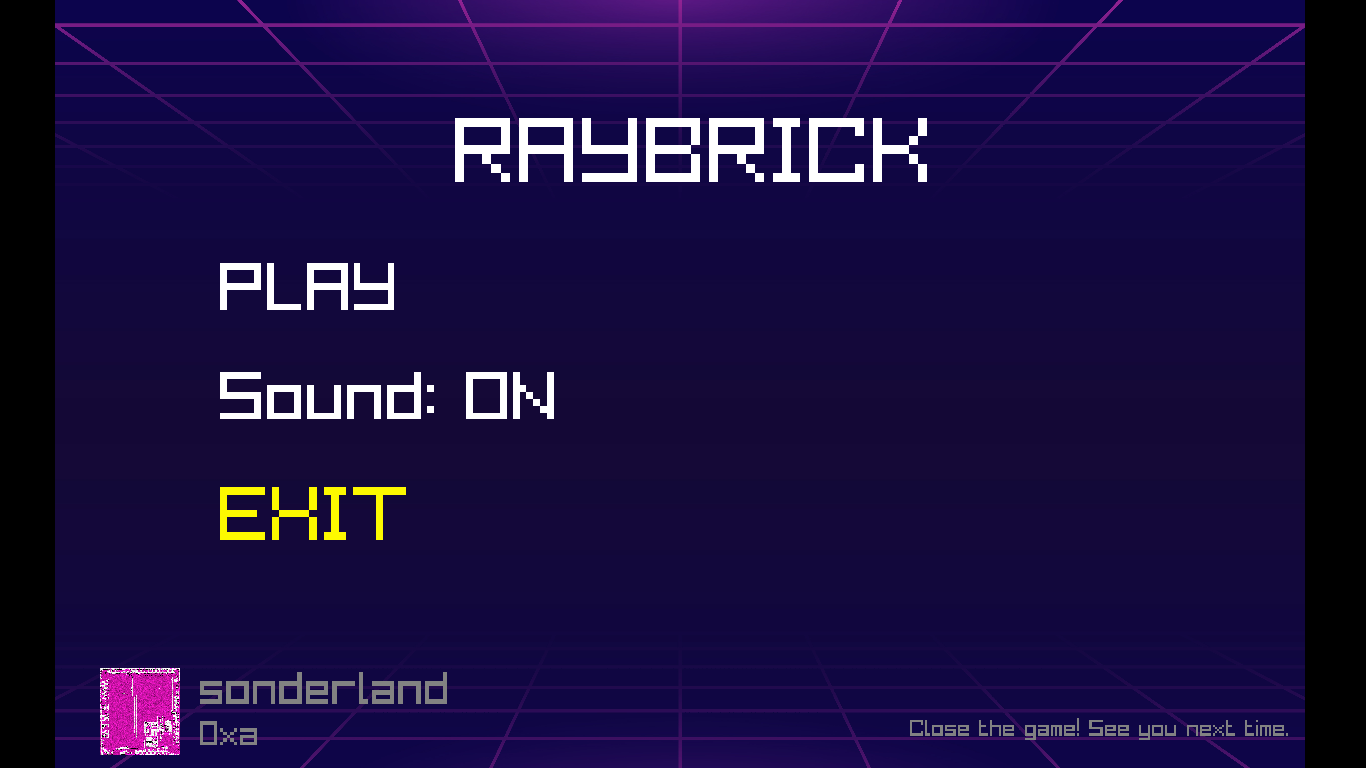 RAYBRICK
PLAY
Sound: ON
EXIT
sonderland
0xa
Close the game! See you next time.